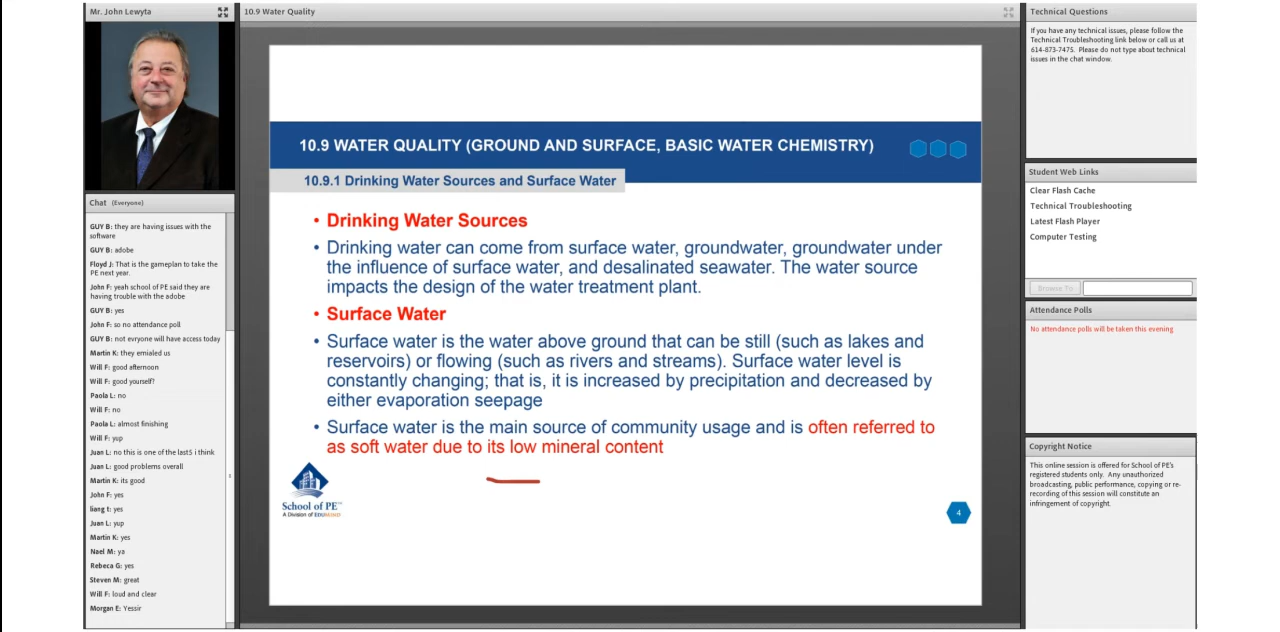 Mr. John Lewyta
Chat (Everyone)
GUY B: they are having issues with the
software
GUY B: adobe
Floyd J: That is the gameplan to take the
PE next year.
John F: yeah school of PE said they are
having trouble with the adobe
GUY B: yes
John F: so no attendance poll
GUY B: not evryone will have access today
Martin K: they emialed us
Will F: good afternoon
Will F: good yourself?
Paola L: no
Will F: no
Paola L: almost finishing
Will F: yup
Juan L: no this is one of the last5 i think
Juan L: good problems overall
Martin K: its good
John F: yes
liang t: yes
Juan L: yup
Martin K: yes
Nael M: ya
Rebeca G: yes
Steven M: great
Will F: loud and clear
Morgan E: Yessir
10.9 Water Quality
10.9 WATER QUALITY (GROUND AND SURFACE, BASIC WATER CHEMISTRY)
10.9.1 Drinking Water Sources and Surface Water
• Drinking Water Sources
• Drinking water can come from surface water, groundwater, groundwater under
the influence of surface water, and desalinated seawater. The water source
impacts the design of the water treatment plant.
• Surface Water
• Surface water is the water above ground that can be still (such as lakes and
reservoirs) or flowing (such as rivers and streams). Surface water level is
constantly changing; that is, it is increased by precipitation and decreased by
either evaporation seepage
• Surface water is the main source of community usage and is often referred to
as soft water due to its low mineral content
School of PE™
A Division of EDUMIND
4
Technical Questions
If you have any technical issues, please follow the
Technical Troubleshooting link below or call us at
614-873-7475. Please do not type about technical
issues in the chat window.
Student Web Links
Clear Flash Cache
Technical Troubleshooting
Latest Flash Player
Computer Testing
Browse To
Attendance Polls
No attendance polls will be taken this evening
Copyright Notice
This online session is offered for School of PE's
registered students only. Any unauthorized
broadcasting, public performance, copying or re-
recording of this session will constitute an
infringement of copyright.